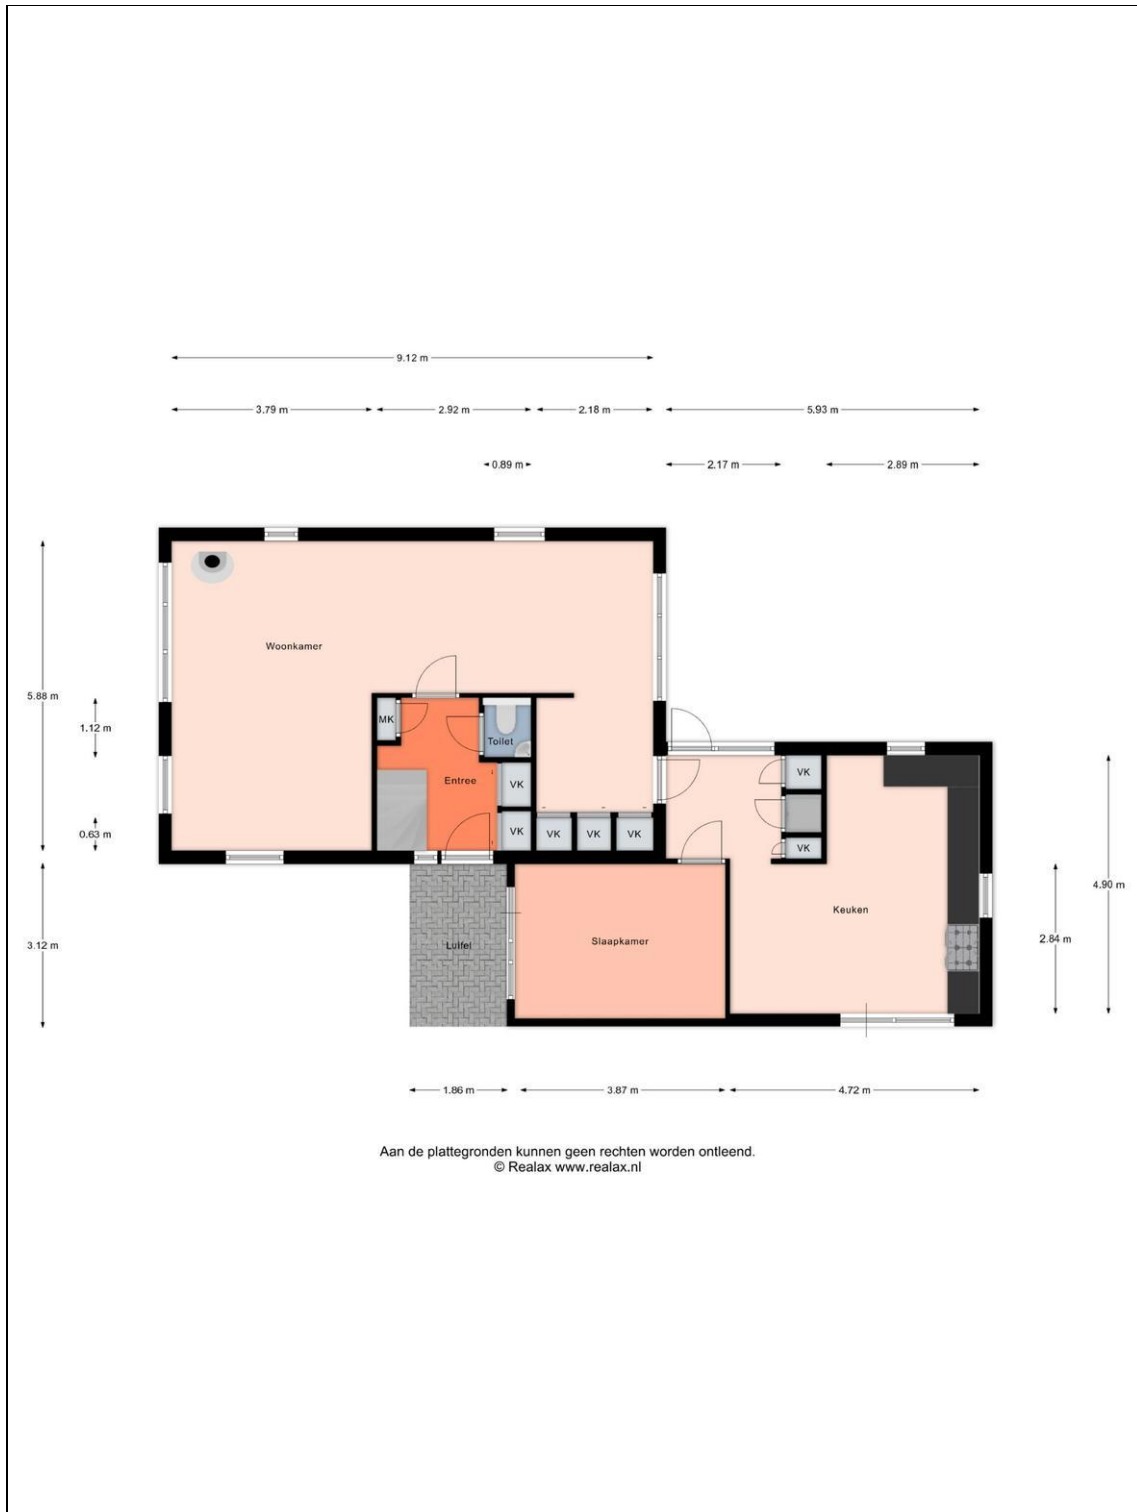 9.12 m
3.79 m
2.92 m
2.18 m
5.93 m
0.89 m
2.17 m
2.89 m
Woonkamer
5.88 m
1.12 m
MK
Toilet
VK
Entree
VK
0.63 m
VK
VK
VK
VK
VK
4.90 m
Keuken
2.84 m
3.12 m
Luifel
Slaapkamer
1.86 m
3.87 m
4.72 m
Aan de plattegronden kunnen geen rechten worden ontleend.
© Realax www.realax.nl